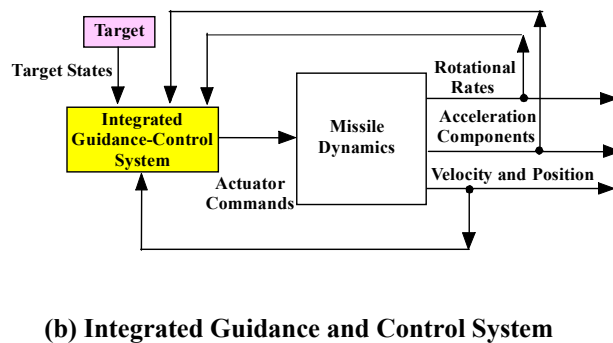 Target
Target States
Integrated
Guidance-Control
System
Actuator
Commands
Missile
Dynamics
Rotational
Rates
Acceleration
Components
Velocity and Position
(b) Integrated Guidance and Control System